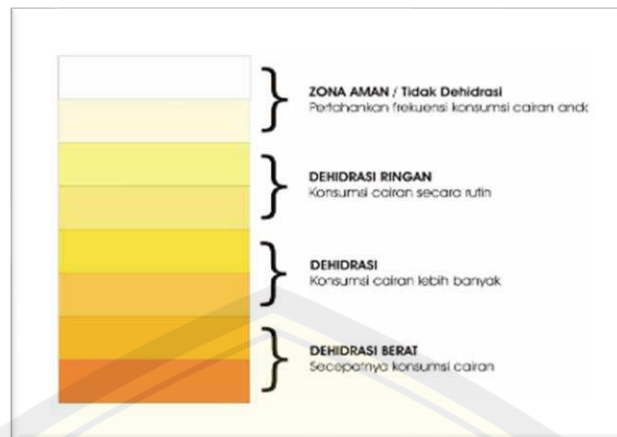 ZONA AMAN / Tidak Dehidrasi
Pertahankan frekuensi konsumsi cairan anda
DEHIDRASI RINGAN
Konsumsi cairan secara rutin
DEHIDRASI
Konsumsi cairan lebih banyak
DEHIDRASI BERAT
Secepatnya konsumsi cairan